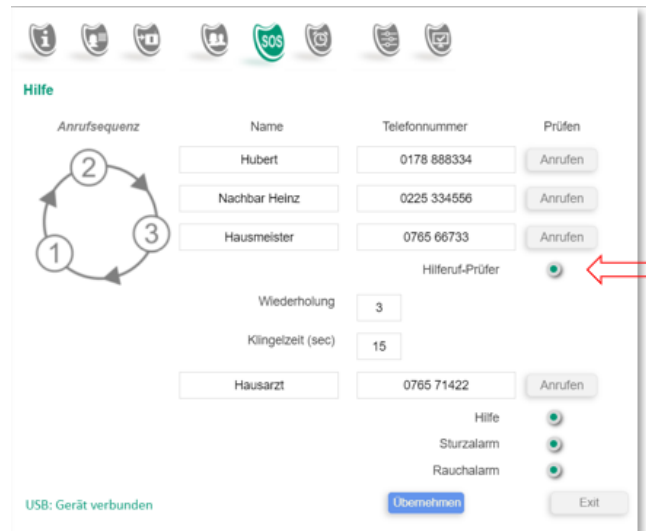 i SOS
Hilfe
Anrufsequenz Name Telefonnummer Prüfen
2 Hubert 0178 888334 Anrufen
Nachbar Heinz 0225 334556 Anrufen
1 3 Hausmeister 0765 66733 Anrufen
Hilferuf-Prüfer
Wiederholung 3
Klingelzeit (sec) 15
Hausarzt 0765 71422 Anrufen
Hilfe
Sturzalarm
Rauchalarm
USB: Gerät verbunden Übernehmen Exit